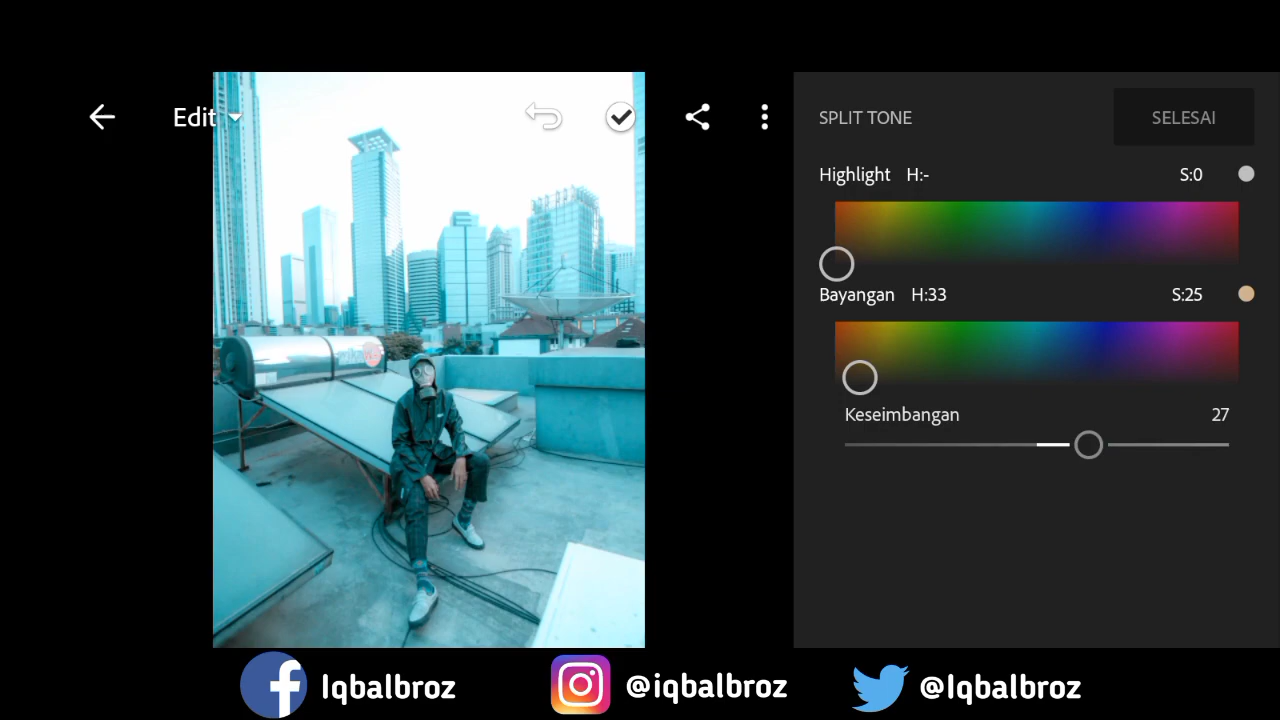 Edit
SPLIT TONE
SELESAI
Highlight H:- S:0
Bayangan H:33 S:25
Keseimbangan 27
Iqbalbroz
@iqbalbroz
@Iqbalbroz